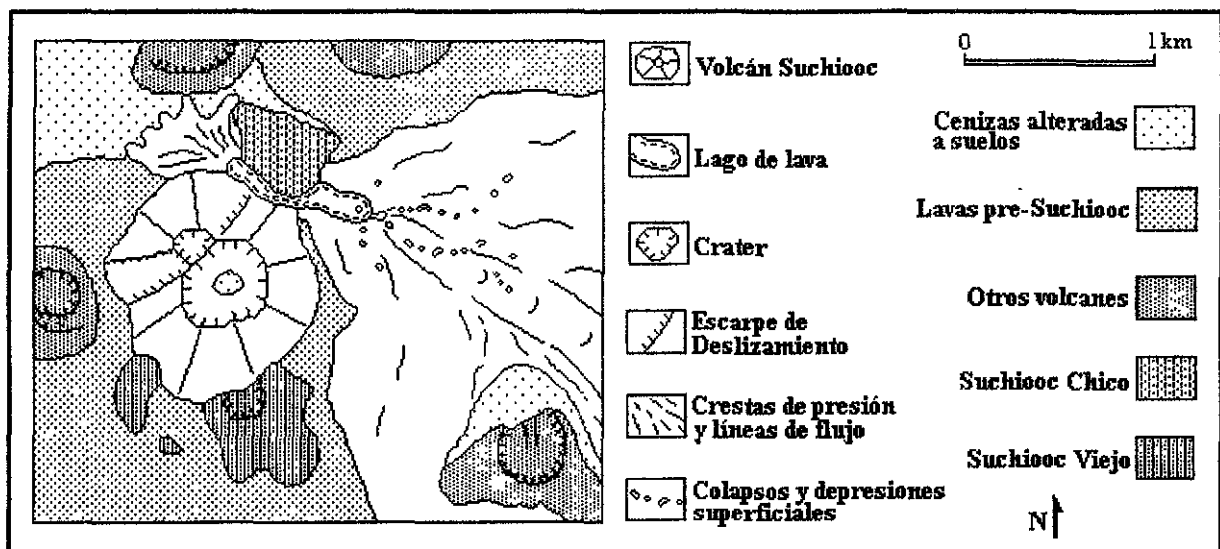 Volcán Suchiooc
Lago de lava
Crater
Escarpe de
Deslizamiento
Crestas de presión
y líneas de flujo
Colapsos y depresiones
superficiales
0 1 km
Cenizas alteradas
a suelos
Lavas pre-Suchiooc
Otros volcanes
Suchiooc Chico
Suchiooc Viejo
N